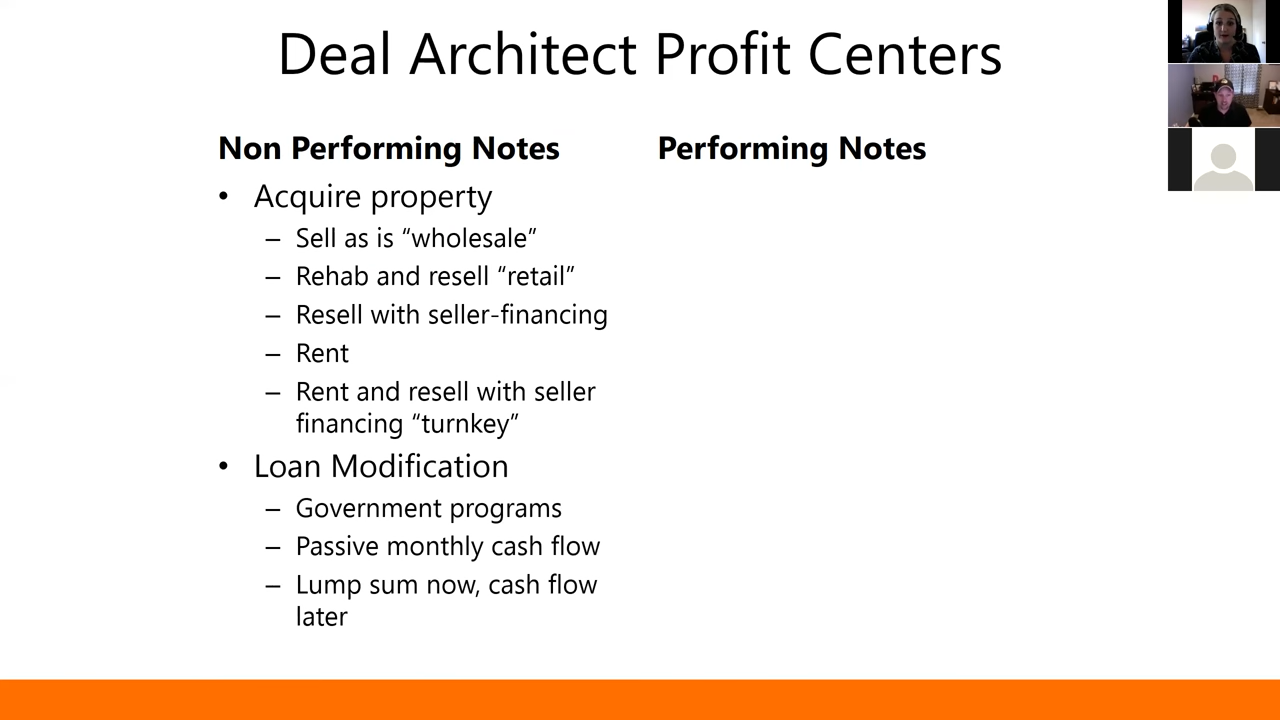 Deal Architect Profit Centers
Non Performing Notes
• Acquire property
– Sell as is “wholesale”
– Rehab and resell “retail”
– Resell with seller-financing
– Rent
– Rent and resell with seller
financing “turnkey”
• Loan Modification
– Government programs
– Passive monthly cash flow
– Lump sum now, cash flow
later
Performing Notes